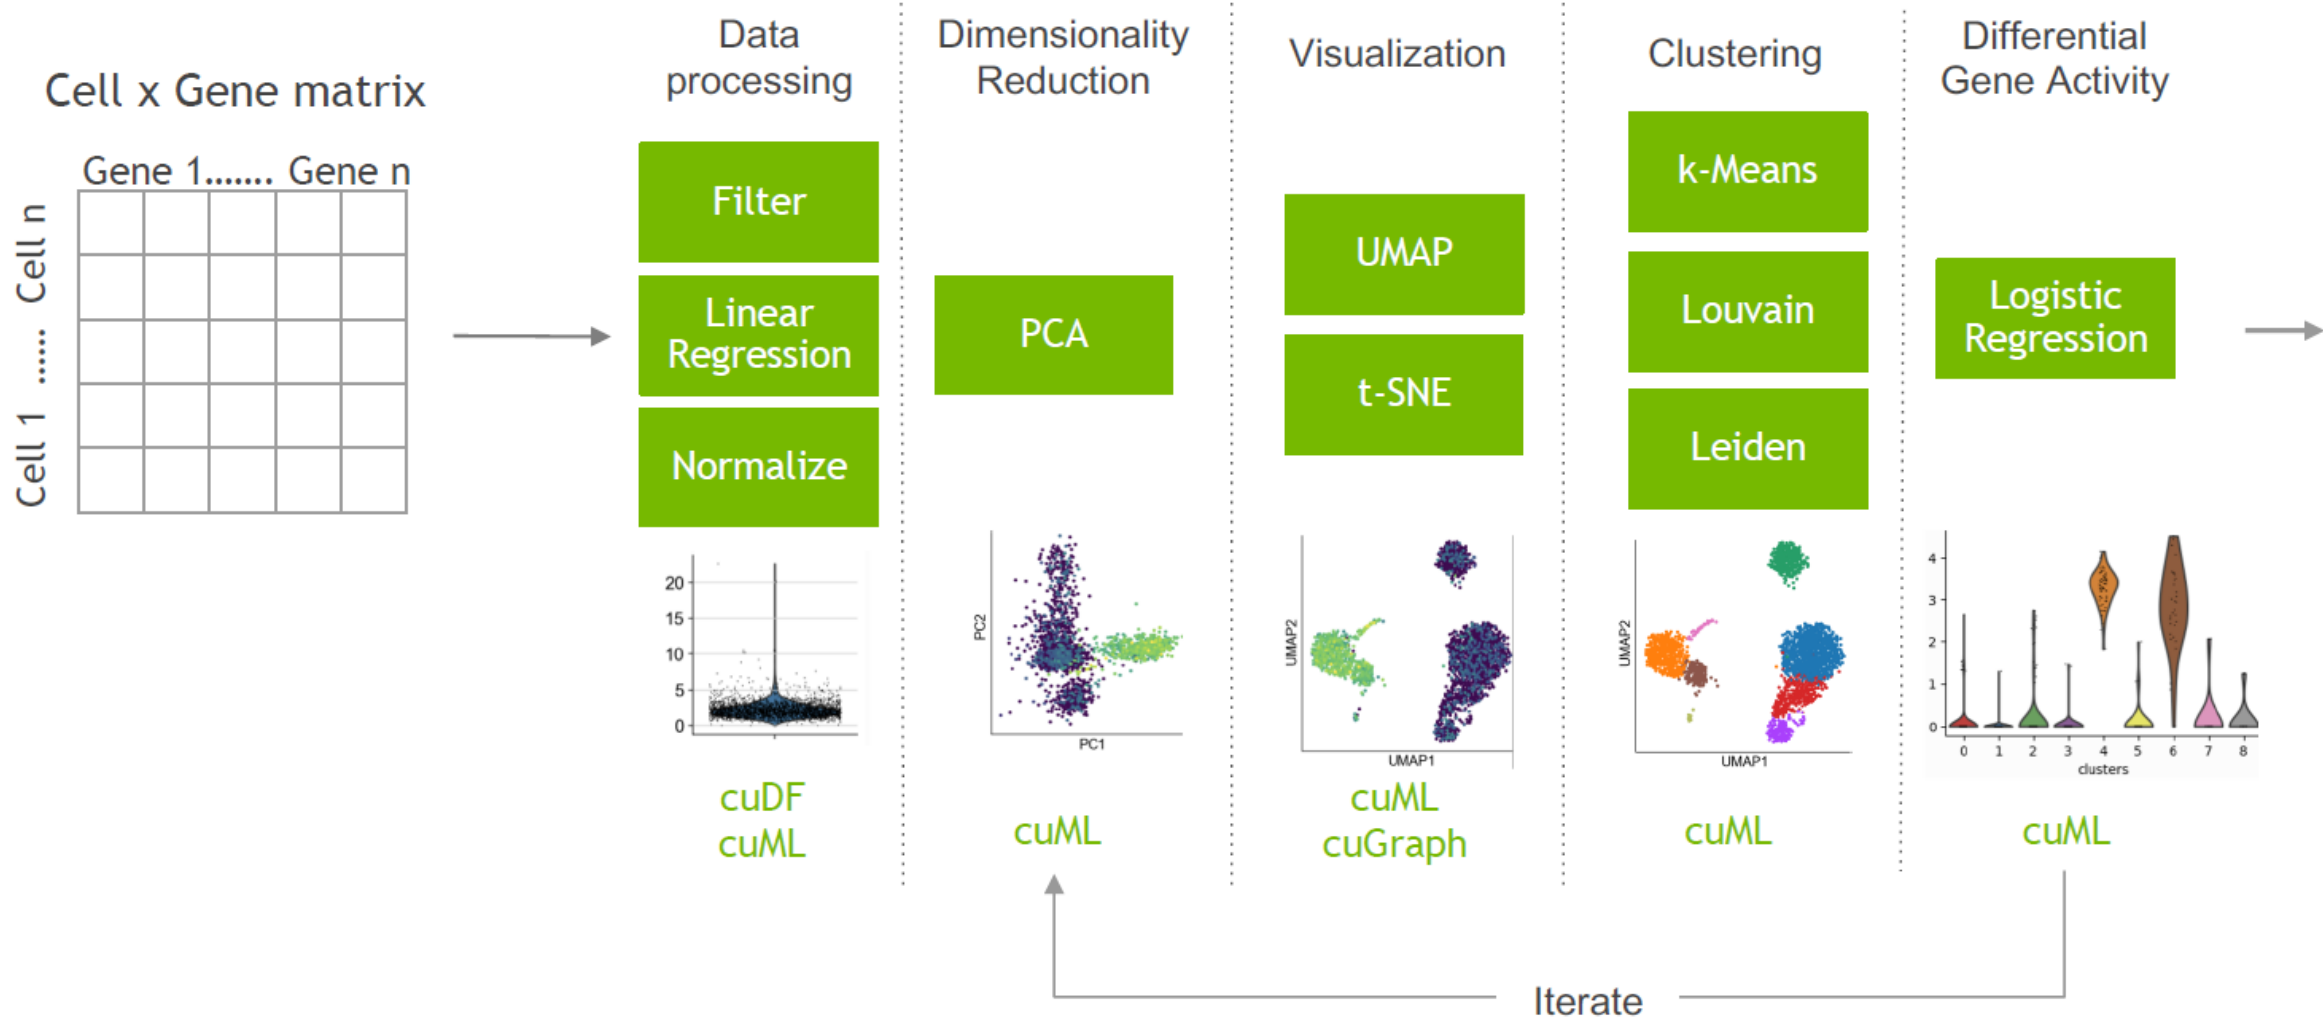 Cell x Gene matrix
Gene 1....... Gene n
Cell 1 ...... Cell n
Data
processing
Filter
Linear
Regression
Normalize
20
15
10
5
0
cuDF
cuML
Dimensionality
Reduction
PCA
PC2
PC1
cuML
Visualization
UMAP
t-SNE
UMAP2
UMAP1
cuML
cuGraph
Clustering
k-Means
Louvain
Leiden
UMAP2
UMAP1
cuML
Differential
Gene Activity
Logistic
Regression
4
3
2
1
0
0 1 2 3 4 5 6 7 8
clusters
cuML
Iterate